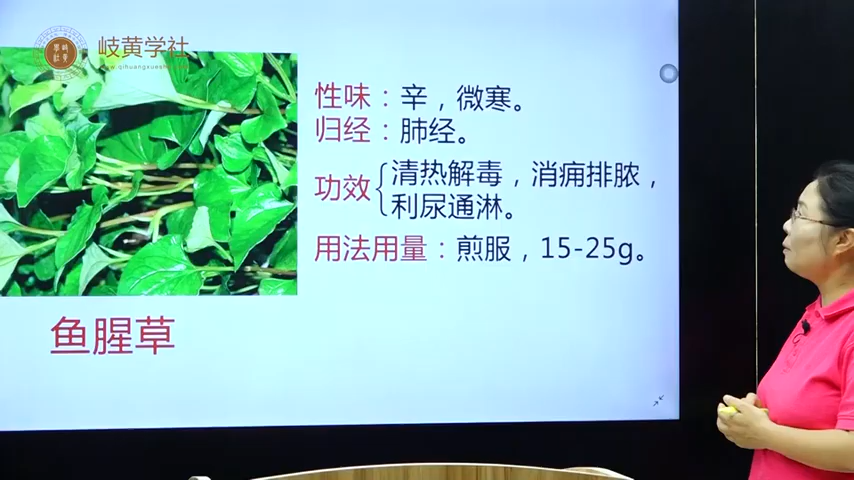 岐黄学社
性味：辛，微寒。
归经：肺经。
功效
清热解毒，消痈排脓，
利尿通淋。
用法用量：煎服，15-25g。
鱼腥草